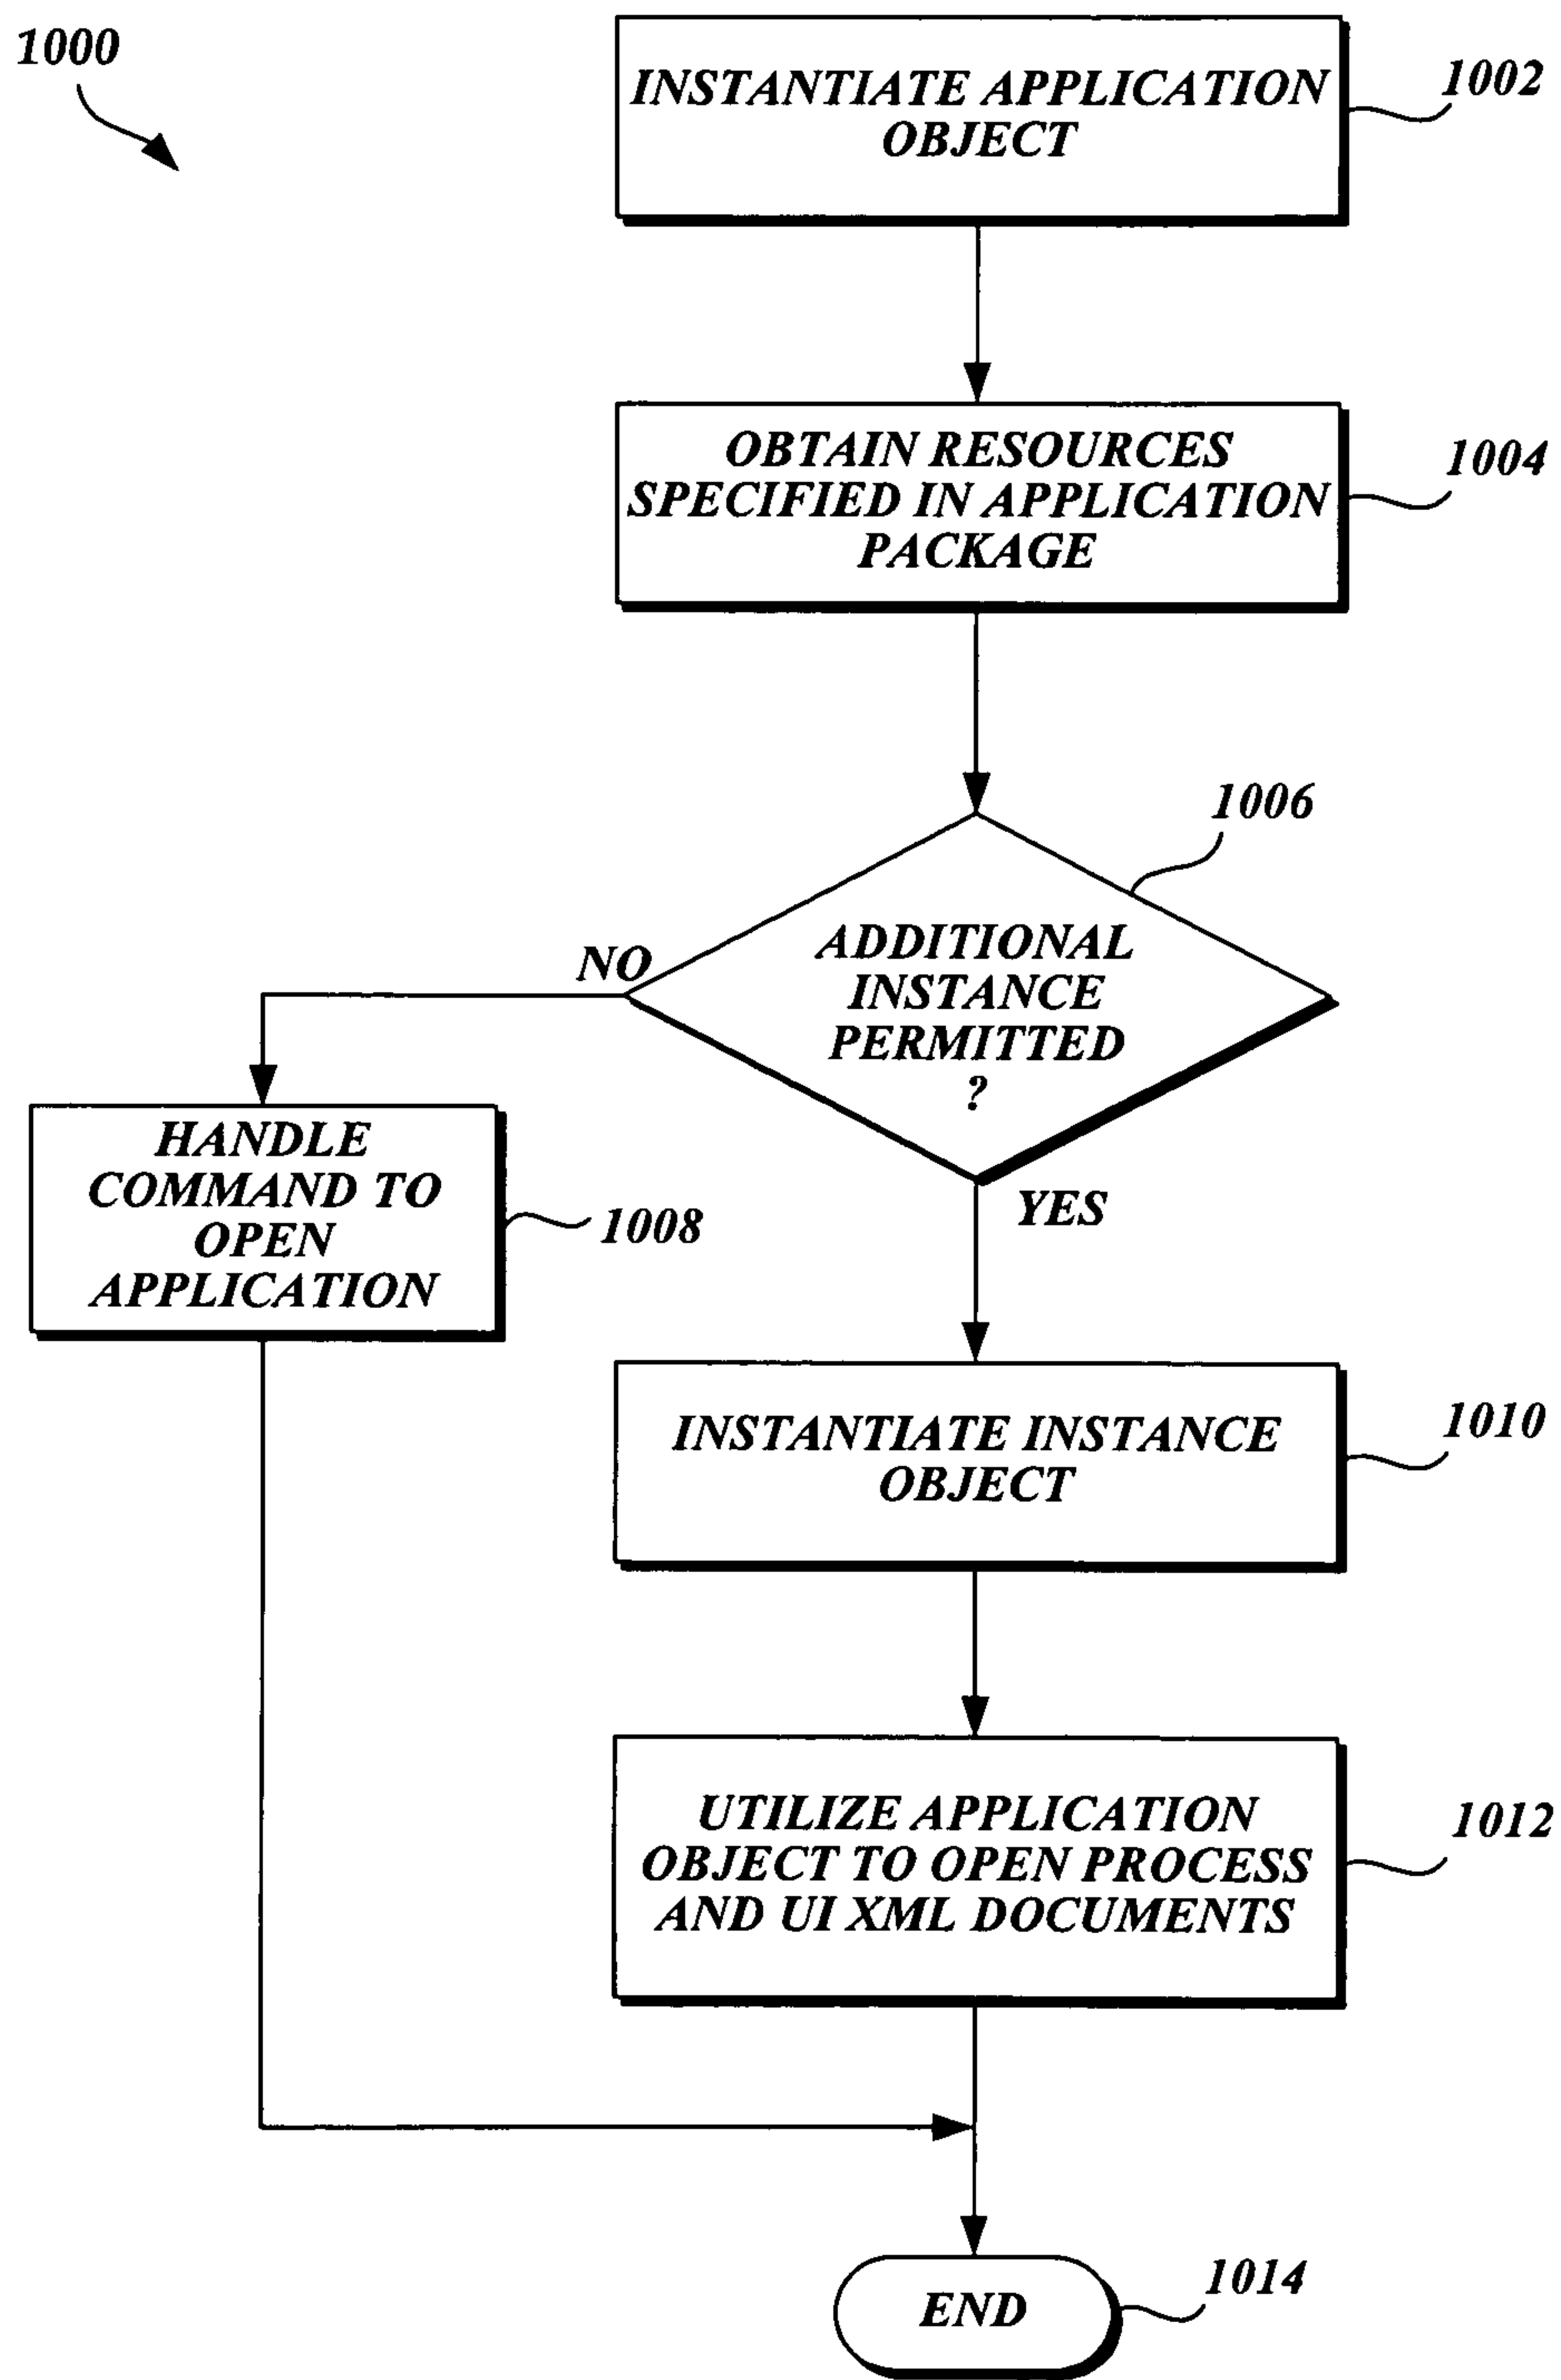 1000
INSTANTIATE APPLICATION
OBJECT
1002
OBTAIN RESOURCES
SPECIFIED IN APPLICATION
PACKAGE
1004
1006
ADDITIONAL
INSTANCE
PERMITTED
?
NO
YES
HANDLE
COMMAND TO
OPEN
APPLICATION
1008
INSTANTIATE INSTANCE
OBJECT
1010
UTILIZE APPLICATION
OBJECT TO OPEN PROCESS
AND UI XML DOCUMENTS
1012
END
1014